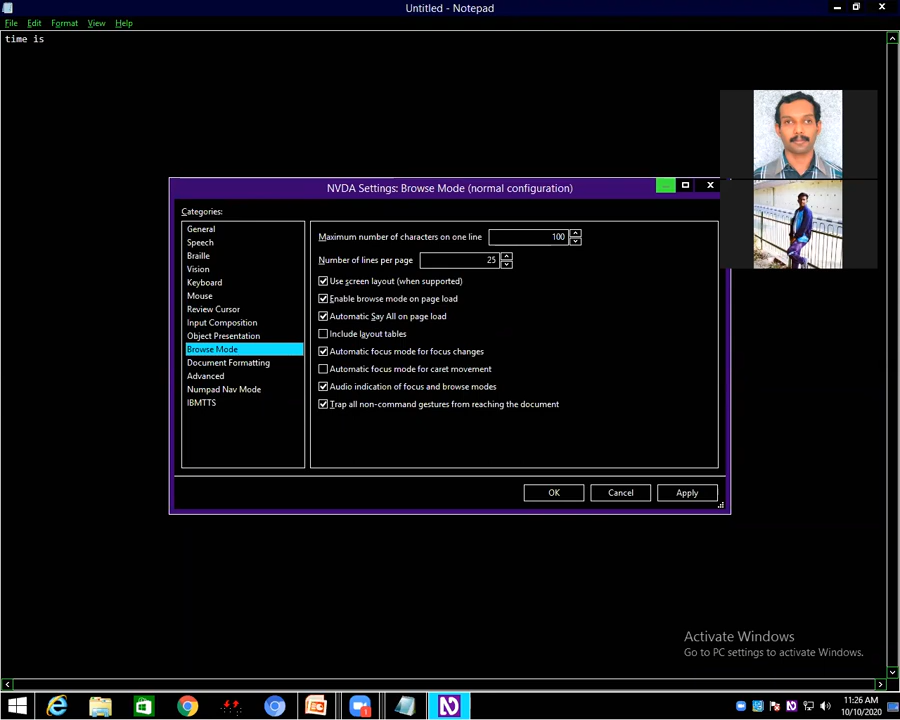 Untitled - Notepad
File Edit Format View Help
time is
NVDA Settings: Browse Mode (normal configuration)
Categories:
General
Speech
Braille
Vision
Keyboard
Mouse
Review Cursor
Input Composition
Object Presentation
Browse Mode
Document Formatting
Advanced
Numpad Nav Mode
IBMTTS
Maximum number of characters on one line 100
Number of lines per page 25
Use screen layout (when supported)
Enable browse mode on page load
Automatic Say All on page load
Include layout tables
Automatic focus mode for focus changes
Automatic focus mode for caret movement
Audio indication of focus and browse modes
Trap all non-command gestures from reaching the document
OK Cancel Apply
Activate Windows
Go to PC settings to activate Windows.
11:26 AM
10/10/2020